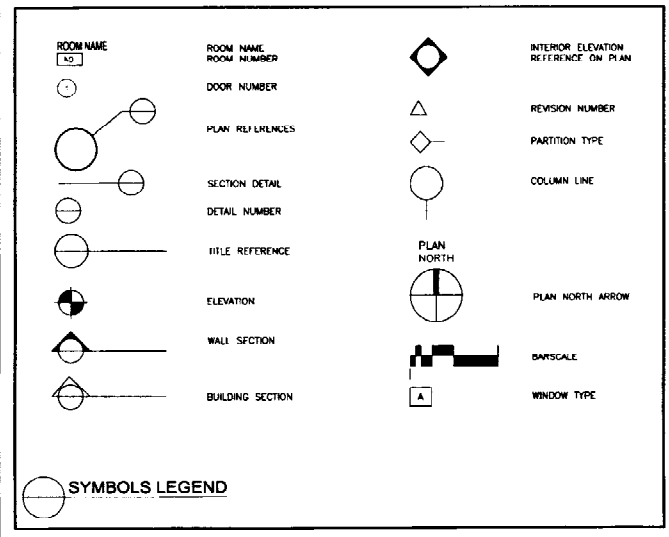 ROOM NAME
ROOM NAME
ROOM NUMBER
DOOR NUMBER
PLAN REFERENCES
SECTION DETAIL
DETAIL NUMBER
TITLE REFERENCE
ELEVATION
WALL SECTION
BUILDING SECTION
INTERIOR ELEVATION
REFERENCE ON PLAN
REVISION NUMBER
PARTITION TYPE
COLUMN LINE
PLAN
NORTH
PLAN NORTH ARROW
BARSCALE
A
WINDOW TYPE
SYMBOLS LEGEND